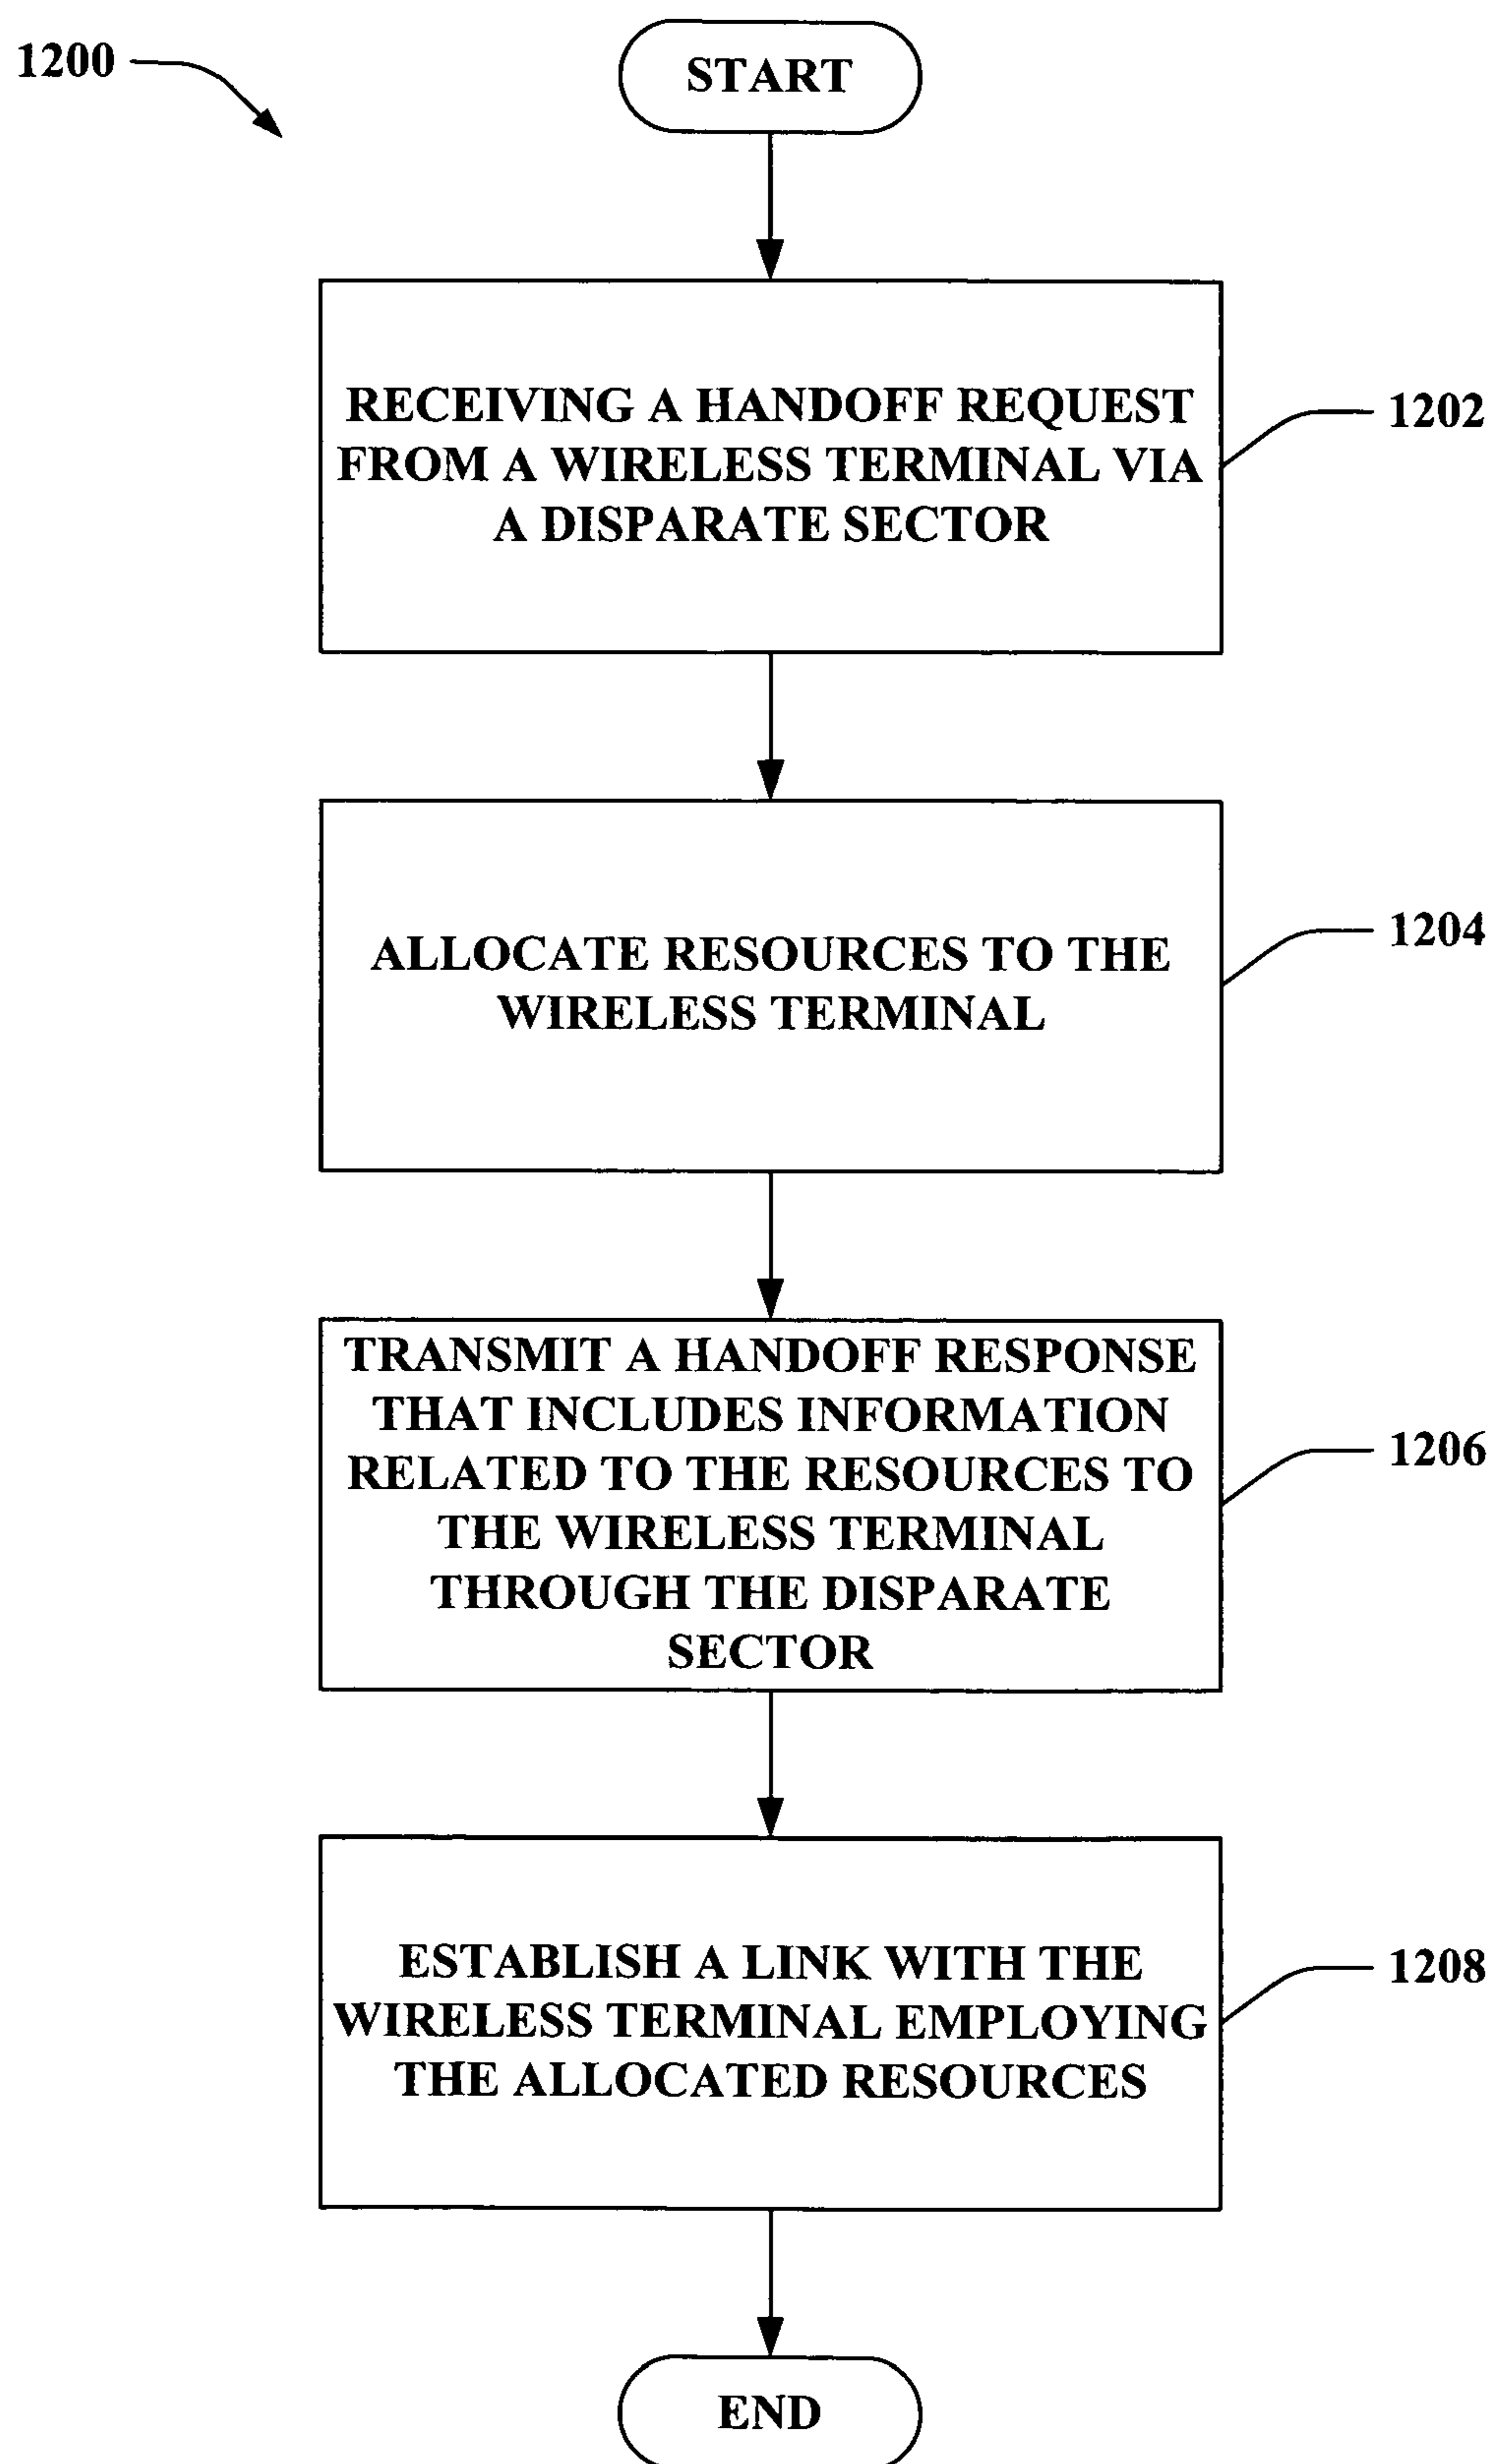 1200
START
RECEIVING A HANDOFF REQUEST
FROM A WIRELESS TERMINAL VIA
A DISPARATE SECTOR
1202
ALLOCATE RESOURCES TO THE
WIRELESS TERMINAL
1204
TRANSMIT A HANDOFF RESPONSE
THAT INCLUDES INFORMATION
RELATED TO THE RESOURCES TO
THE WIRELESS TERMINAL
THROUGH THE DISPARATE
SECTOR
1206
ESTABLISH A LINK WITH THE
WIRELESS TERMINAL EMPLOYING
THE ALLOCATED RESOURCES
1208
END